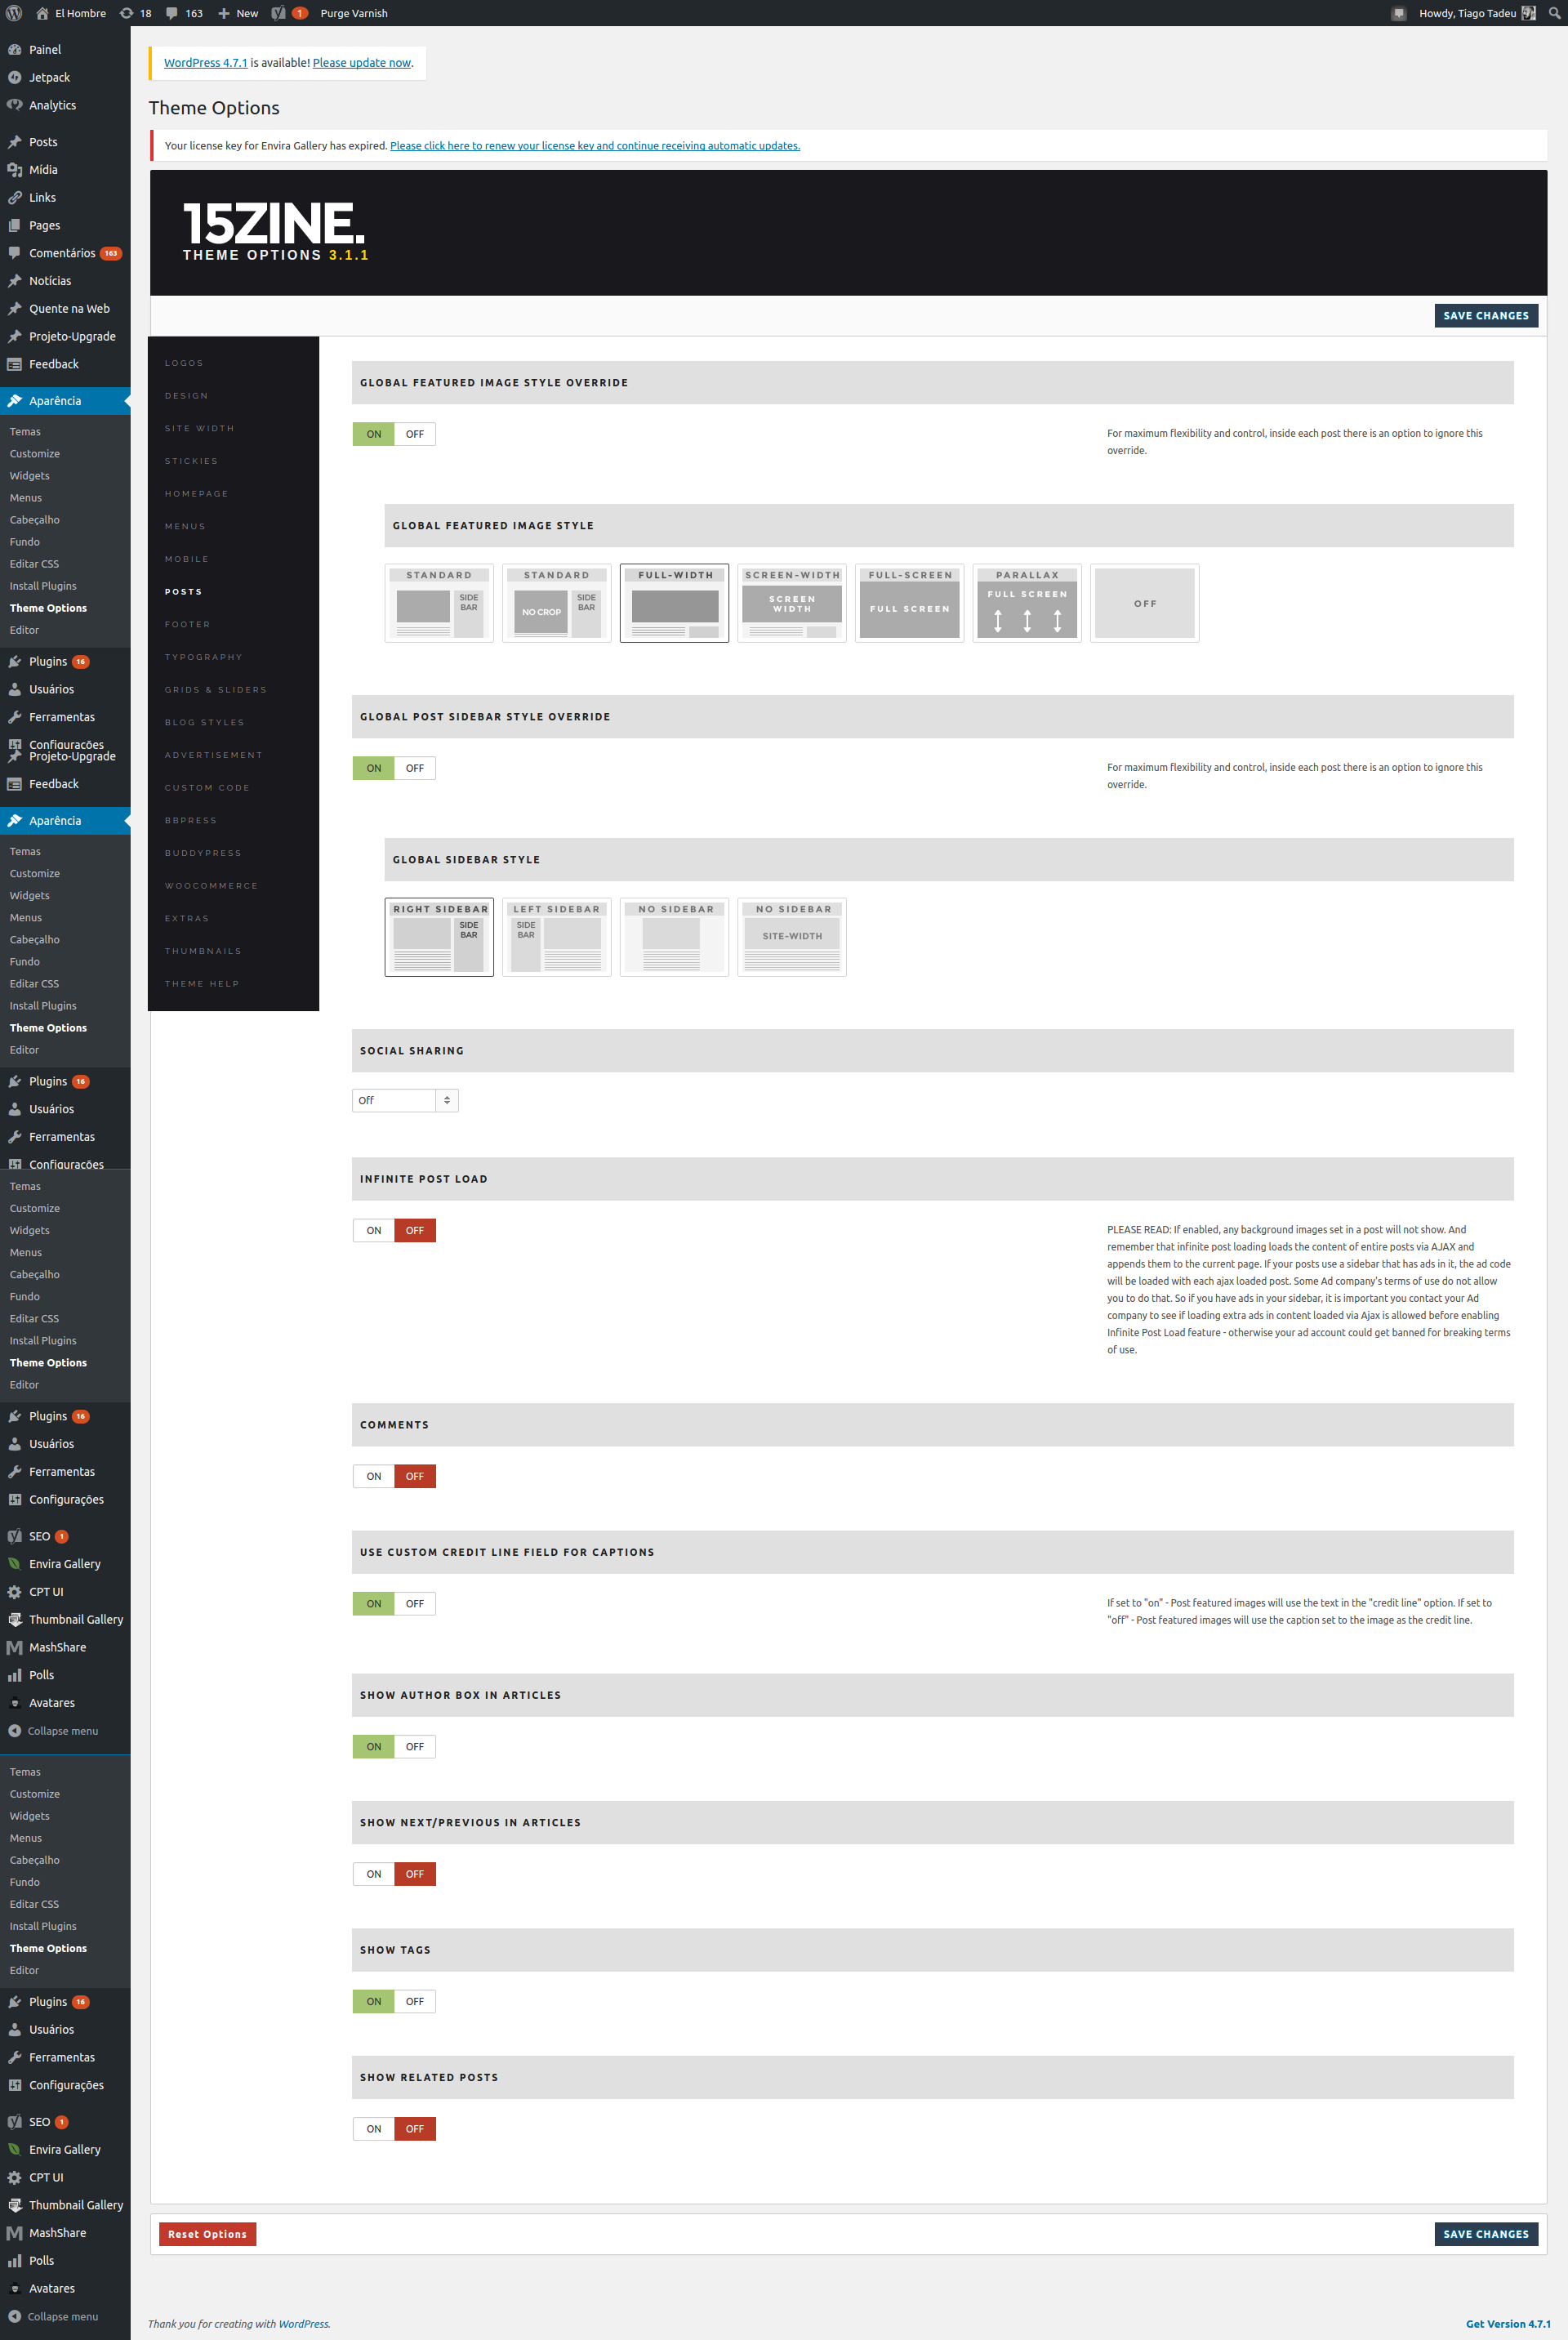 El Hombre 18 163 New 1 Purge Varnish Howdy, Tiago Tadeu
Painel
Jetpack
Analytics
Posts
Mídia
Links
Pages
Comentários 163
Notícias
Quente na Web
Projeto-Upgrade
Feedback
Aparência
Temas
Customize
Widgets
Menus
Cabeçalho
Fundo
Editar CSS
Install Plugins
Theme Options
Editor
Plugins 16
Usuários
Ferramentas
Configurações
Projeto-Upgrade
Feedback
Aparência
Temas
Customize
Widgets
Menus
Cabeçalho
Fundo
Editar CSS
Install Plugins
Theme Options
Editor
Plugins 16
Usuários
Ferramentas
Configurações
Temas
Customize
Widgets
Menus
Cabeçalho
Fundo
Editar CSS
Install Plugins
Theme Options
Editor
Plugins 16
Usuários
Ferramentas
Configurações
SEO 1
Envira Gallery
CPT UI
Thumbnail Gallery
MashShare
Polls
Avatares
Collapse menu
Temas
Customize
Widgets
Menus
Cabeçalho
Fundo
Editar CSS
Install Plugins
Theme Options
Editor
Plugins 16
Usuários
Ferramentas
Configurações
SEO 1
Envira Gallery
CPT UI
Thumbnail Gallery
MashShare
Polls
Avatares
Collapse menu
WordPress 4.7.1 is available! Please update now.
Theme Options
Your license key for Envira Gallery has expired. Please click here to renew your license key and continue receiving automatic updates.
15ZINE.
THEME OPTIONS 3.1.1
SAVE CHANGES
LOGOS
DESIGN
SITE WIDTH
STICKIES
HOMEPAGE
MENUS
MOBILE
POSTS
FOOTER
TYPOGRAPHY
GRIDS & SLIDERS
BLOG STYLES
ADVERTISEMENT
CUSTOM CODE
BBPRESS
BUDDYPRESS
WOOCOMMERCE
EXTRAS
THUMBNAILS
THEME HELP
GLOBAL FEATURED IMAGE STYLE OVERRIDE
ON OFF
For maximum flexibility and control, inside each post there is an option to ignore this
override.
GLOBAL FEATURED IMAGE STYLE
STANDARD
SIDE
BAR
STANDARD
NO CROP
SIDE
BAR
FULL-WIDTH
SCREEN-WIDTH
SCREEN
WIDTH
FULL-SCREEN
FULL SCREEN
PARALLAX
FULL SCREEN
OFF
GLOBAL POST SIDEBAR STYLE OVERRIDE
ON OFF
For maximum flexibility and control, inside each post there is an option to ignore this
override.
GLOBAL SIDEBAR STYLE
RIGHT SIDEBAR
SIDE
BAR
LEFT SIDEBAR
SIDE
BAR
NO SIDEBAR
NO SIDEBAR
SITE-WIDTH
SOCIAL SHARING
Off
INFINITE POST LOAD
ON OFF
PLEASE READ: If enabled, any background images set in a post will not show. And
remember that infinite post loading loads the content of entire posts via AJAX and
appends them to the current page. If your posts use a sidebar that has ads in it, the ad code
will be loaded with each ajax loaded post. Some Ad company's terms of use do not allow
you to do that. So if you have ads in your sidebar, it is important you contact your Ad
company to see if loading extra ads in content loaded via Ajax is allowed before enabling
Infinite Post Load feature - otherwise your ad account could get banned for breaking terms
of use.
COMMENTS
ON OFF
USE CUSTOM CREDIT LINE FIELD FOR CAPTIONS
ON OFF
If set to "on" - Post featured images will use the text in the "credit line" option. If set to
"off" - Post featured images will use the caption set to the image as the credit line.
SHOW AUTHOR BOX IN ARTICLES
ON OFF
SHOW NEXT/PREVIOUS IN ARTICLES
ON OFF
SHOW TAGS
ON OFF
SHOW RELATED POSTS
ON OFF
Reset Options SAVE CHANGES
Thank you for creating with WordPress. Get Version 4.7.1